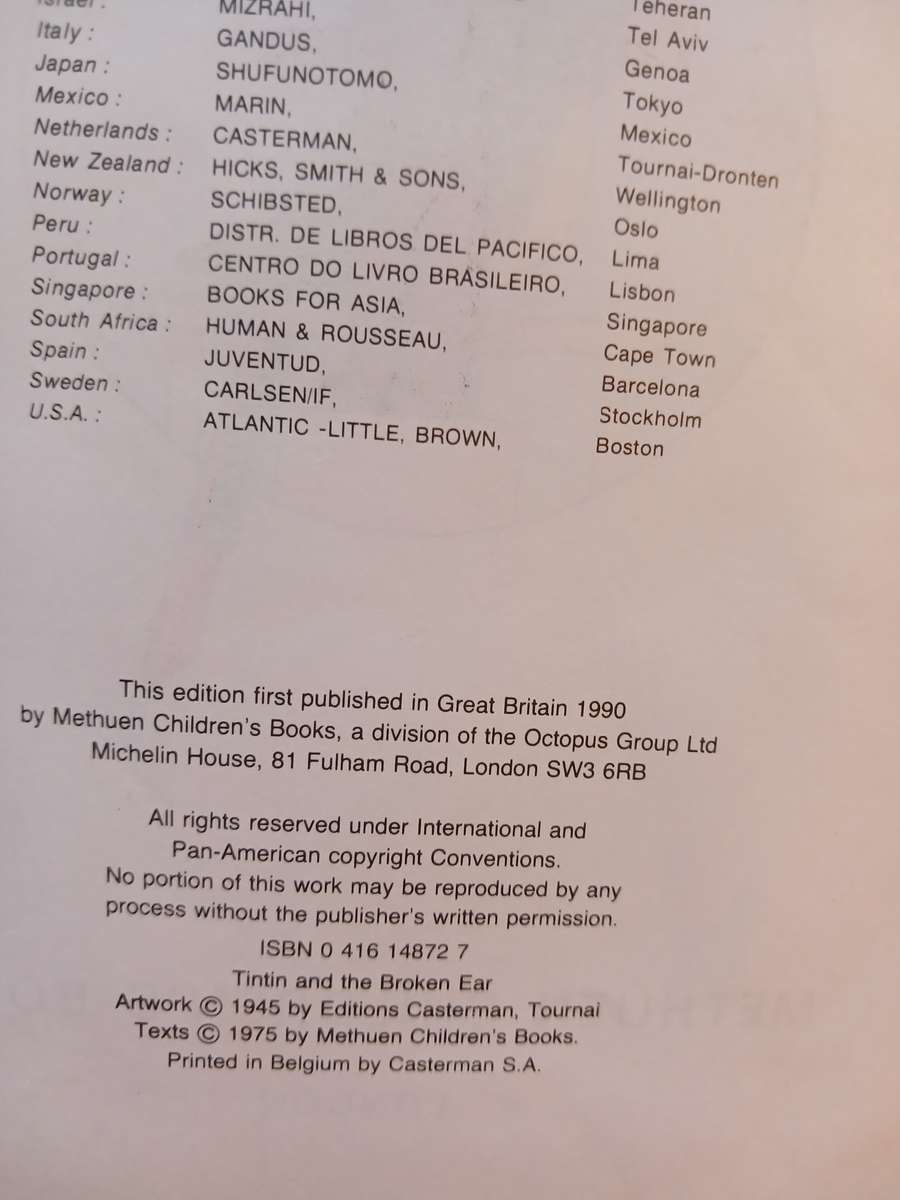 Teheran
Israel : MIZRAHI, Tel Aviv
Italy : GANDUS, Genoa
Japan : SHUFUNOTOMO, Tokyo
Mexico : MARIN, Mexico
Netherlands : CASTERMAN, Tournai-Dronten
New Zealand : HICKS, SMITH & SONS, Wellington
Norway : SCHIBSTED, Oslo
Peru : DISTR. DE LIBROS DEL PACIFICO, Lima
Portugal : CENTRO DO LIVRO BRASILEIRO, Lisbon
Singapore : BOOKS FOR ASIA, Singapore
South Africa : HUMAN & ROUSSEAU, Cape Town
Spain : JUVENTUD, Barcelona
Sweden : CARLSEN/IF, Stockholm
U.S.A. : ATLANTIC -LITTLE, BROWN, Boston
This edition first published in Great Britain 1990
by Methuen Children's Books, a division of the Octopus Group Ltd
Michelin House, 81 Fulham Road, London SW3 6RB
All rights reserved under International and
Pan-American copyright Conventions.
No portion of this work may be reproduced by any
process without the publisher's written permission.
ISBN 0 416 14872 7
Tintin and the Broken Ear
Artwork © 1945 by Editions Casterman, Tournai
Texts © 1975 by Methuen Children's Books.
Printed in Belgium by Casterman S.A.